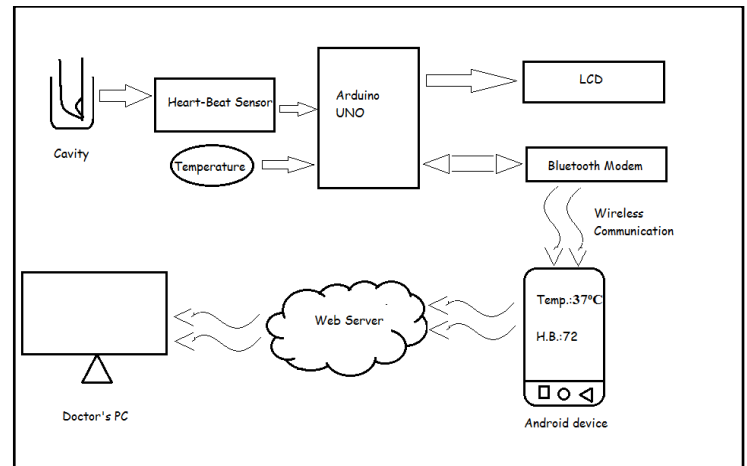 Cavity
Heart-Beat Sensor
Temperature
Arduino
UNO
LCD
Bluetooth Modem
Wireless
Communication
Temp.:37°C
H.B.:72
Android device
Web Server
Doctor's PC